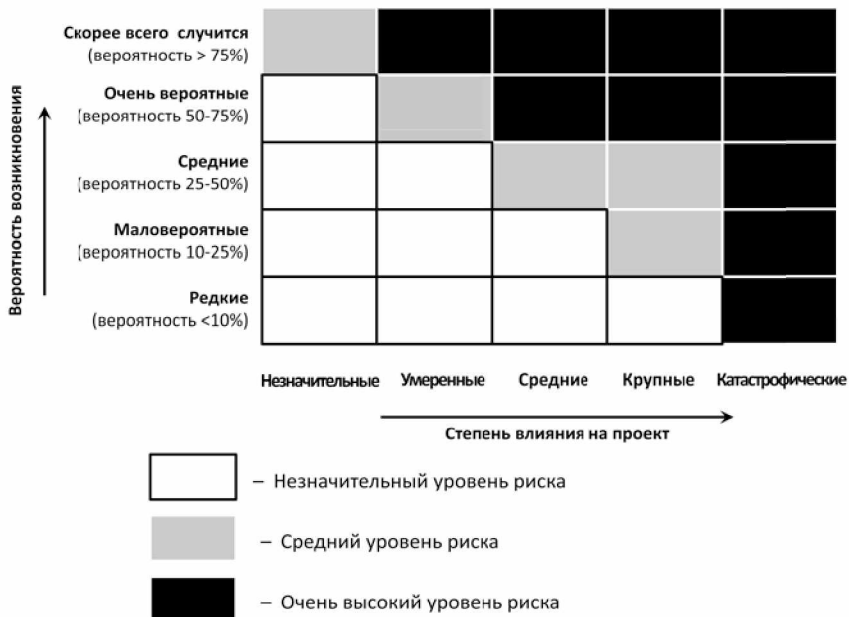 Скорее всего случится
(вероятность > 75%)
Очень вероятные
(вероятность 50-75%)
Средние
(вероятность 25-50%)
Маловероятные
(вероятность 10-25%)
Редкие
(вероятность <10%)
Вероятность возникновения
Незначительные Умеренные Средние Крупные Катастрофические
Степень влияния на проект
– Незначительный уровень риска
– Средний уровень риска
– Очень высокий уровень риска